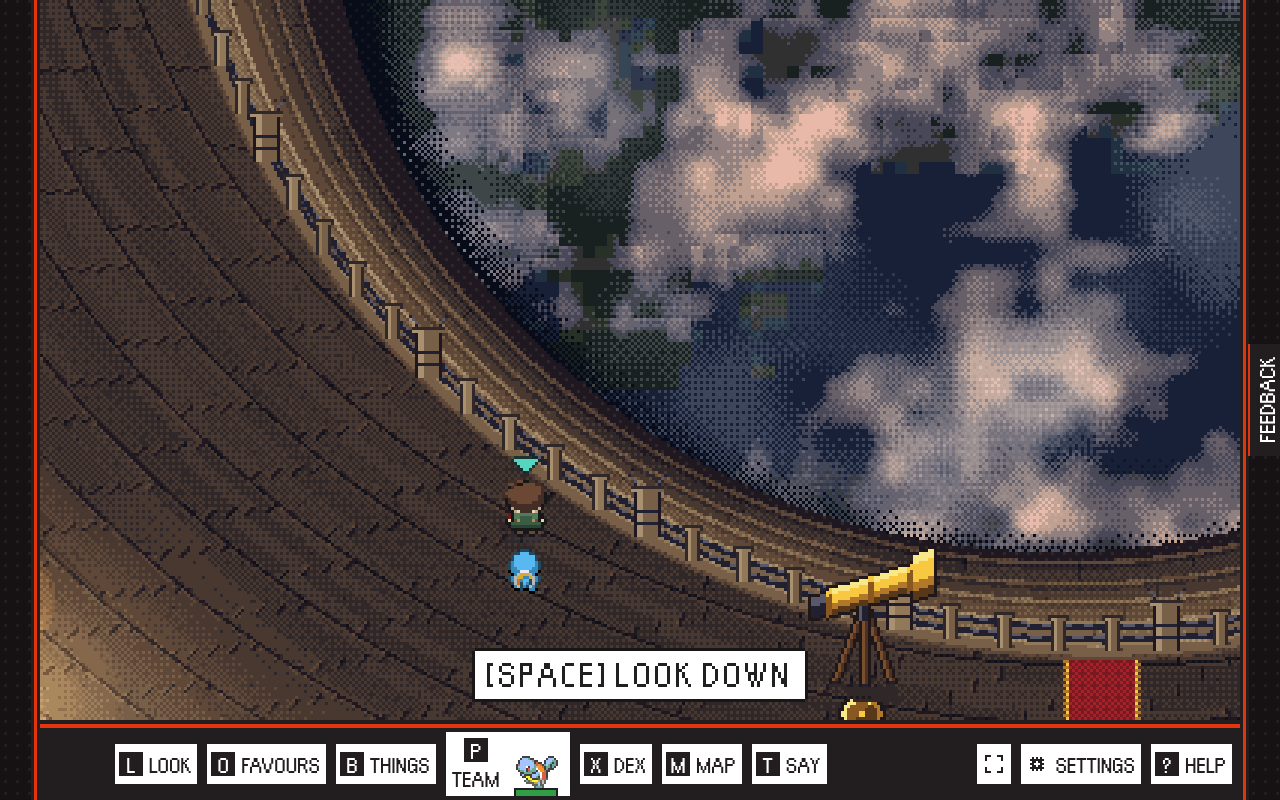 FEEDBACK
[SPACE] LOOK DOWN
L LOOK
O FAVOURS
B THINGS
P TEAM
X DEX
M MAP
T SAY
SETTINGS
? HELP